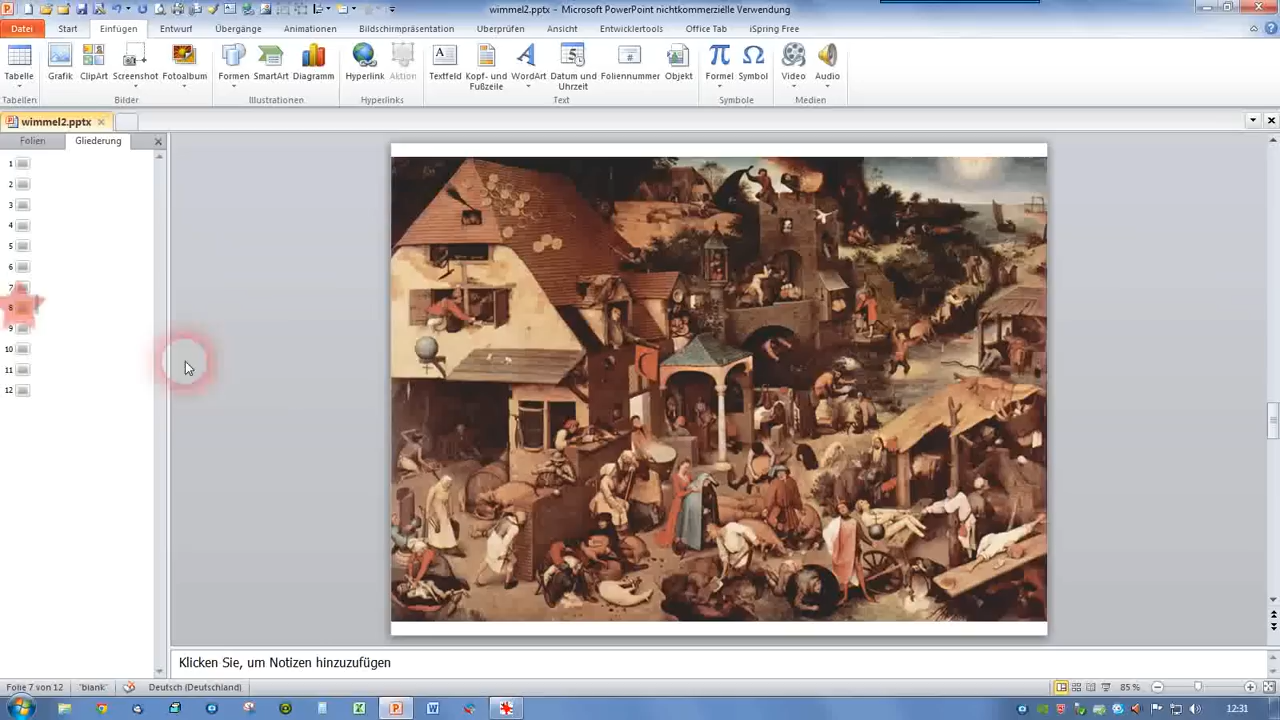 wimmel2.pptx – Microsoft PowerPoint nichtkommerzielle Verwendung
Datei Start Einfügen Entwurf Übergänge Animationen Bildschirmpräsentation Überprüfen Ansicht Entwicklertools Office Tab iSpring Free
Tabelle Grafik ClipArt Screenshot Fotoalbum Formen SmartArt Diagramm Hyperlink Aktion Textfeld Kopf- und Fußzeile WordArt Datum und Uhrzeit Foliennummer Objekt Formel Symbol Video Audio
Tabellen Bilder Illustrationen Hyperlinks Text Symbole Medien
wimmel2.pptx
Folien Gliederung
1
2
3
4
5
6
7
8
9
10
11
12
Klicken Sie, um Notizen hinzuzufügen
Folie 7 von 12 "blank" Deutsch (Deutschland) 85 %
12:31